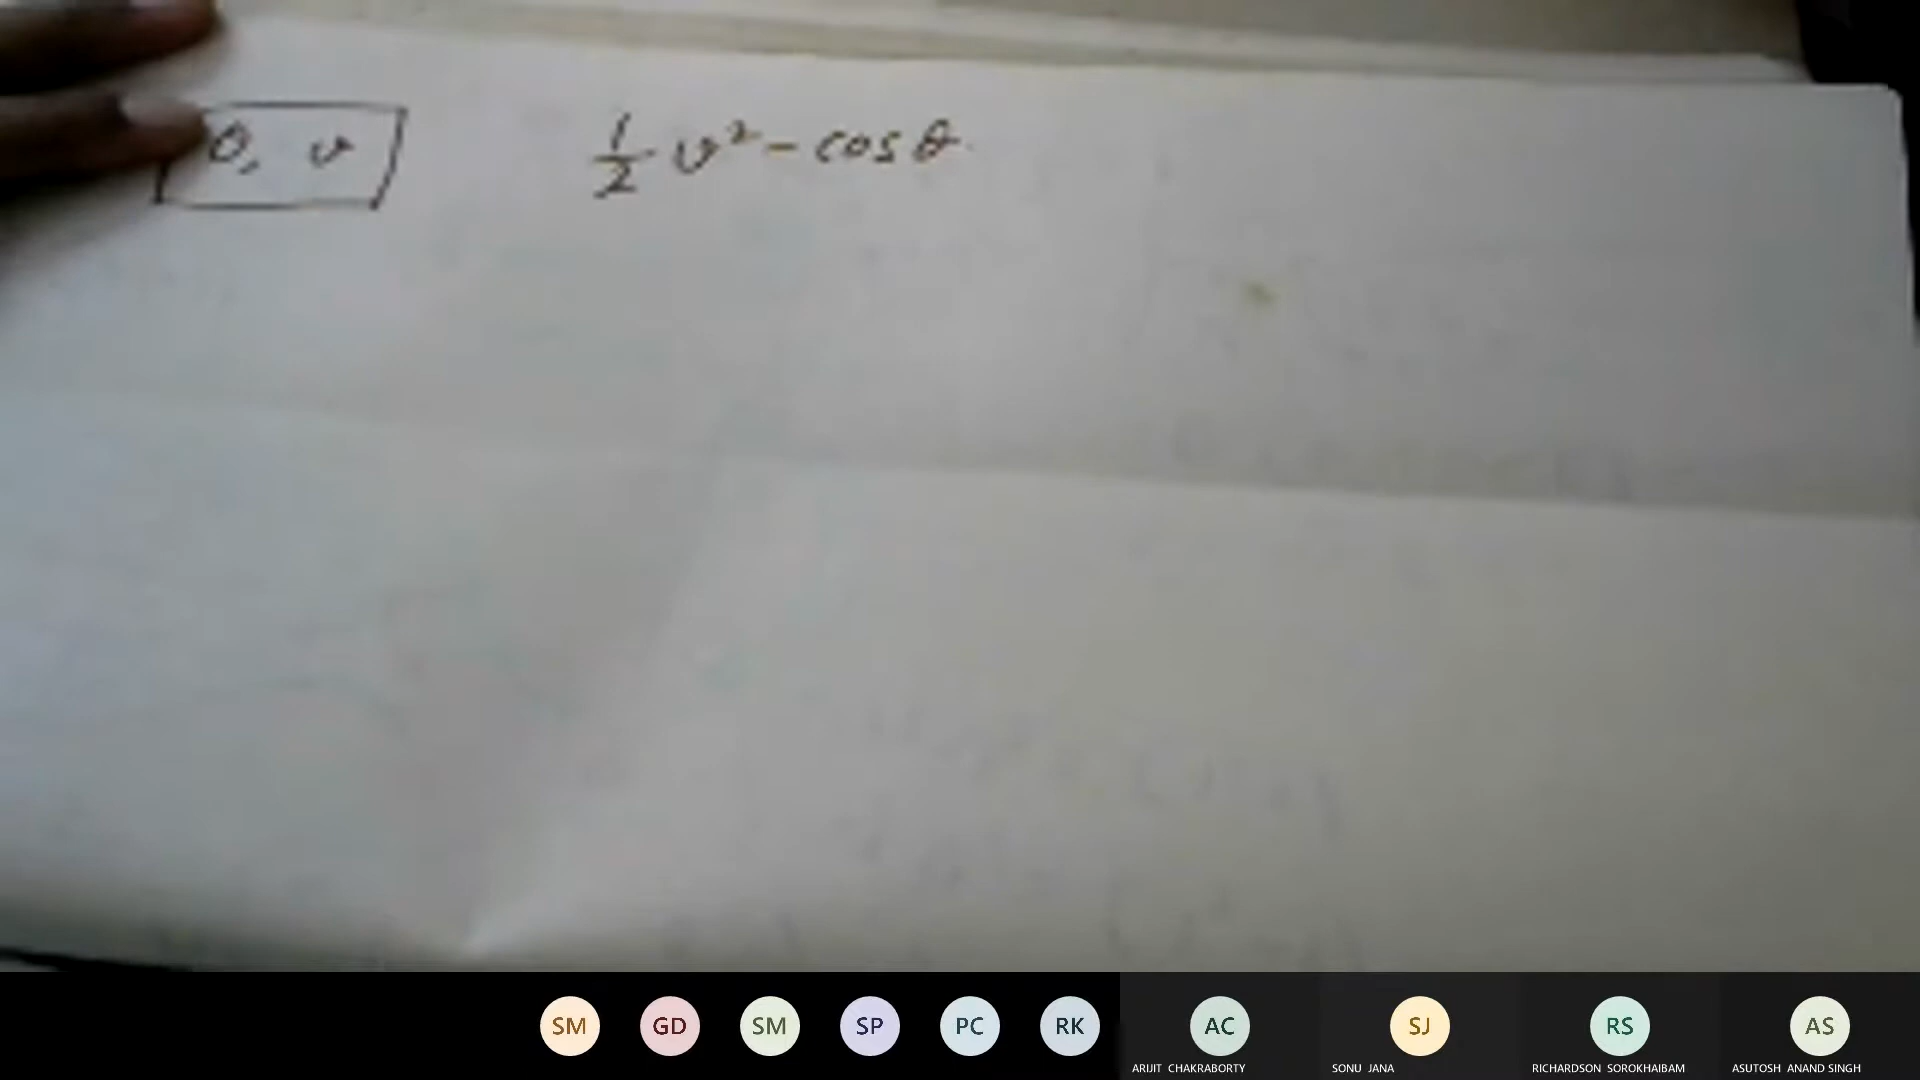 θ, v
1/2 v² - cos θ
SM GD SM SP PC RK AC SJ RS AS
ARIJIT CHAKRABORTY SONU JANA RICHARDSON SOROKHAIBAM ASUTOSH ANAND SINGH